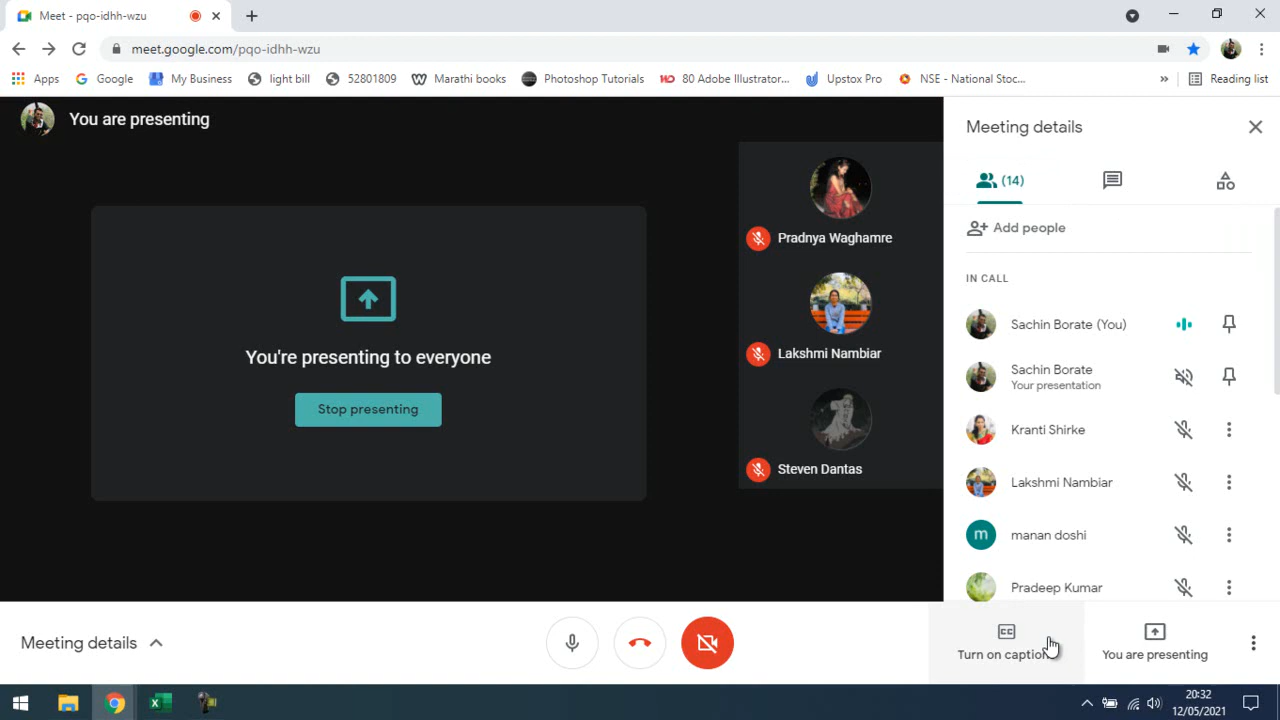 Meet - pqo-idhh-wzu
meet.google.com/pqo-idhh-wzu
Apps
Google
My Business
light bill
52801809
Marathi books
Photoshop Tutorials
80 Adobe Illustrator...
Upstox Pro
NSE - National Stoc...
»
Reading list
You are presenting
You're presenting to everyone
Stop presenting
Pradnya Waghamre
Lakshmi Nambiar
Steven Dantas
Meeting details
(14)
Add people
IN CALL
Sachin Borate (You)
Sachin Borate
Your presentation
Kranti Shirke
Lakshmi Nambiar
m
manan doshi
Pradeep Kumar
Meeting details
CC
Turn on captions
You are presenting
20:32
12/05/2021